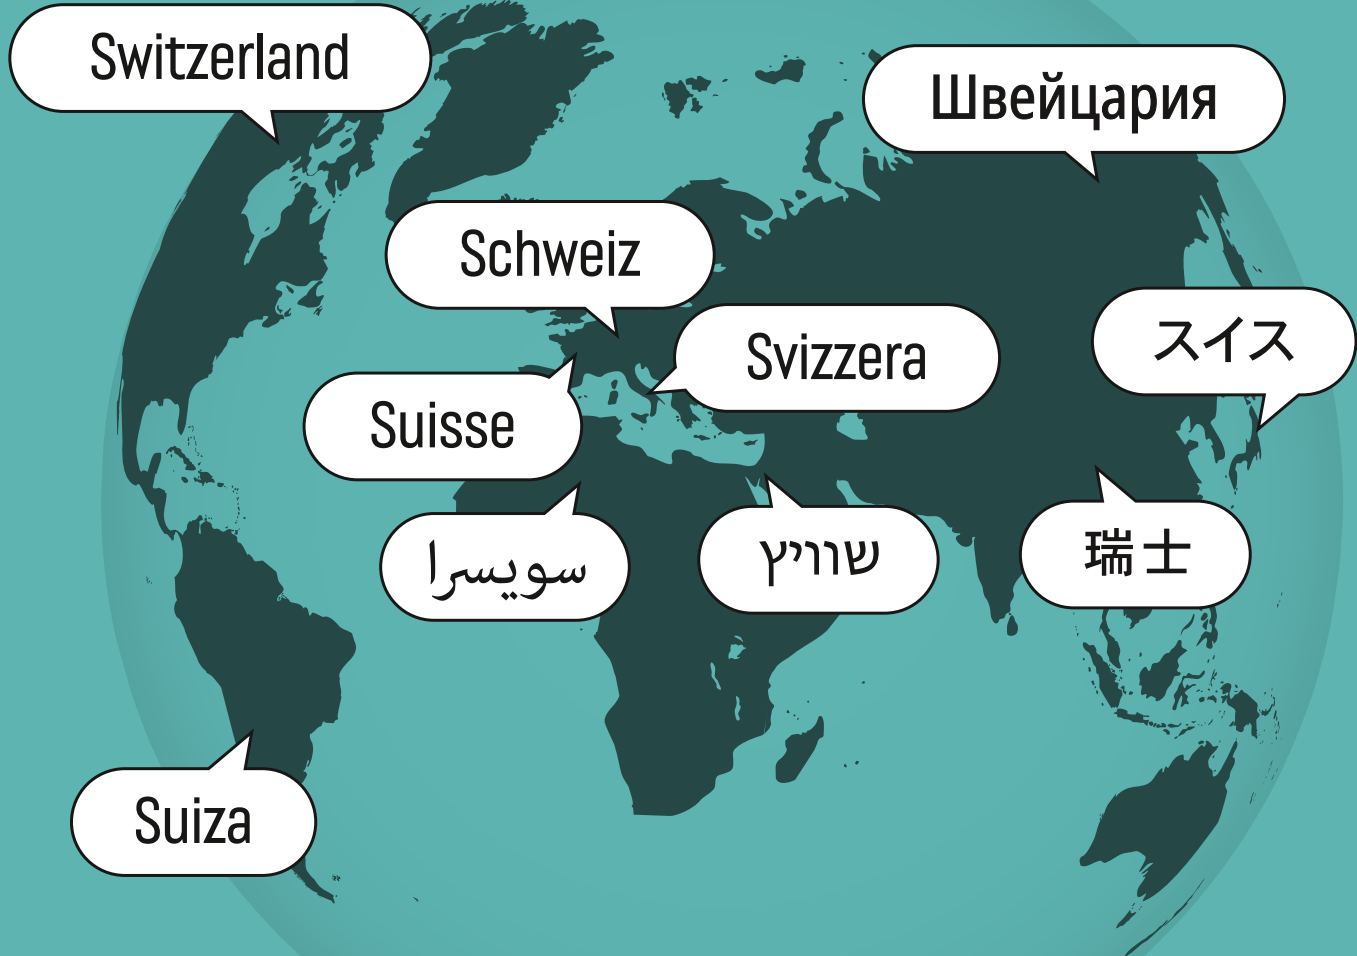 Switzerland
Швейцария
Schweiz
スイス
Svizzera
Suisse
سويسرا
שווייץ
瑞士
Suiza